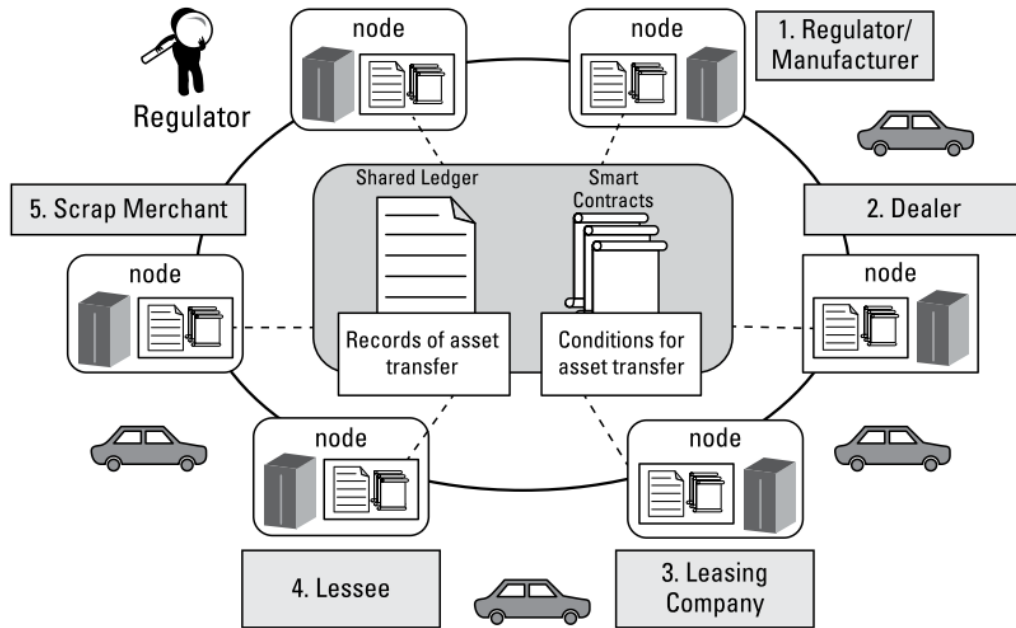 node
node
1. Regulator/
Manufacturer
Regulator
Shared Ledger
Smart
Contracts
5. Scrap Merchant
2. Dealer
node
node
Records of asset
transfer
Conditions for
asset transfer
node
node
4. Lessee
3. Leasing
Company